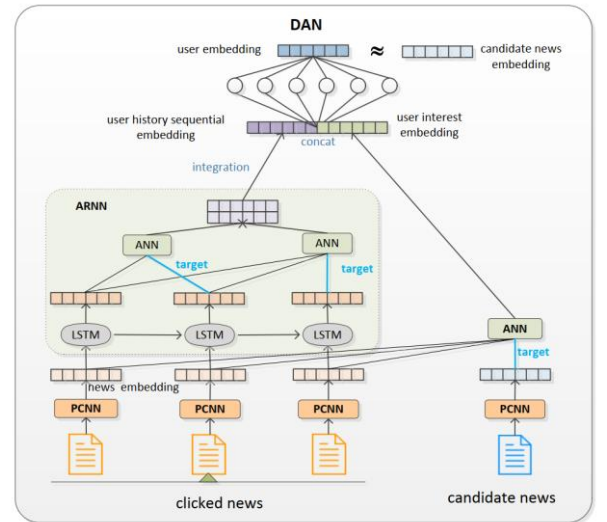 DAN
user embedding
≈
candidate news
embedding
user history sequential
embedding
user interest
embedding
concat
integration
ARNN
ANN
ANN
target
target
LSTM
LSTM
LSTM
ANN
target
news embedding
PCNN
PCNN
PCNN
PCNN
clicked news
candidate news